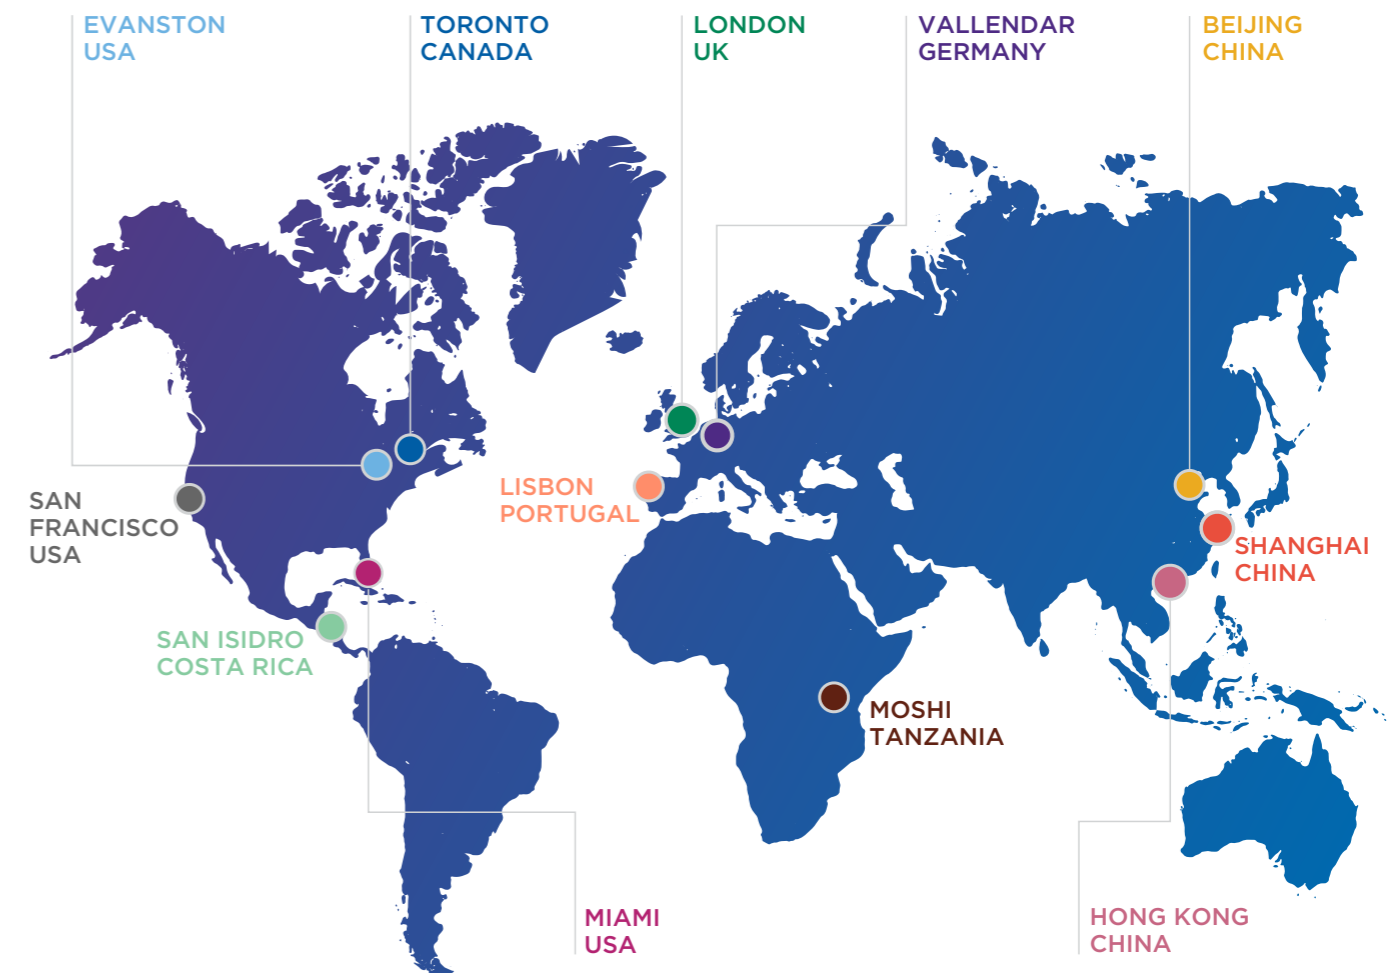 EVANSTON
USA
TORONTO
CANADA
LONDON
UK
VALLENDAR
GERMANY
BEIJING
CHINA
SAN
FRANCISCO
USA
LISBON
PORTUGAL
SHANGHAI
CHINA
SAN ISIDRO
COSTA RICA
MOSHI
TANZANIA
MIAMI
USA
HONG KONG
CHINA